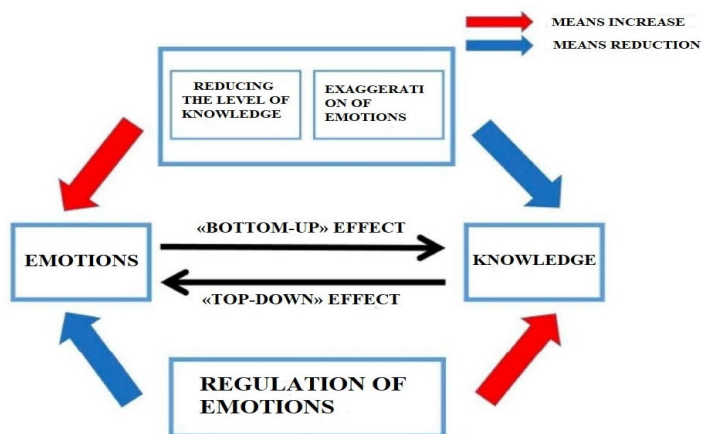 MEANS INCREASE
MEANS REDUCTION
REDUCING
THE LEVEL OF
KNOWLEDGE
EXAGGERATI
ON OF
EMOTIONS
«BOTTOM-UP» EFFECT
EMOTIONS
KNOWLEDGE
«TOP-DOWN» EFFECT
REGULATION OF
EMOTIONS